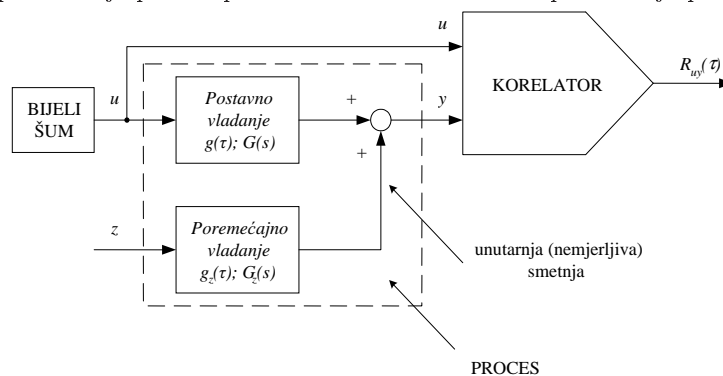 u
R_uy(τ)
KORELATOR
BIJELI
ŠUM
u
Postavno
vladanje
g(τ); G(s)
+
y
+
z
Poremećajno
vladanje
g_z(τ); G_z(s)
unutarnja (nemjerljiva)
smetnja
PROCES